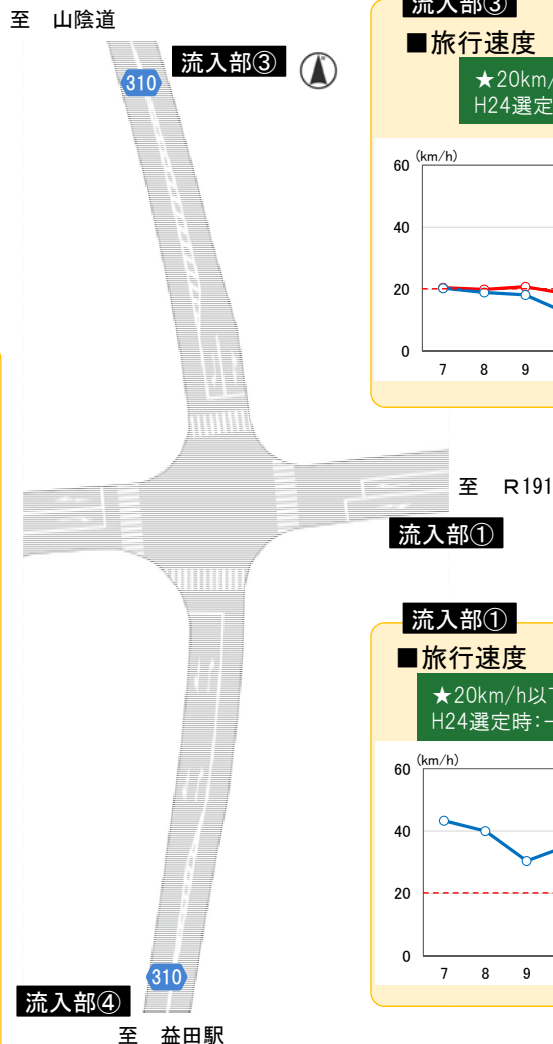 至　山陰道
流入部③
310
流入部③
■旅行速度
★20km/
H24選定
(km/h)
60
40
20
0
7 8 9
至　R191
流入部①
流入部①
■旅行速度
★20km/h以下
H24選定時：－
(km/h)
60
40
20
0
7 8 9
310
流入部④
至　益田駅